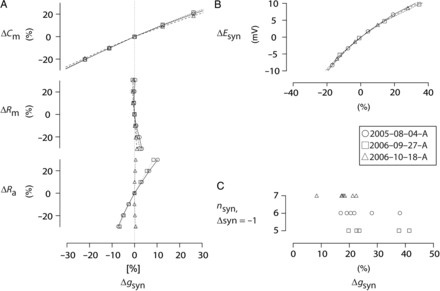 A
B
ΔCm (%)
20
0
−20
ΔEsyn
10
5
0
−5
−10
(mV)
−40 −20 0 20 40
(%)
ΔRm (%)
20
0
−20
2005-08-04-A
2006-09-27-A
2006-10-18-A
ΔRa (%)
20
0
−20
C
nsyn,
Δsyn = −1
7
6
5
−30 −20 −10 0 10 20 30
[%]
Δgsyn
0 10 20 30 40 50
(%)
Δgsyn